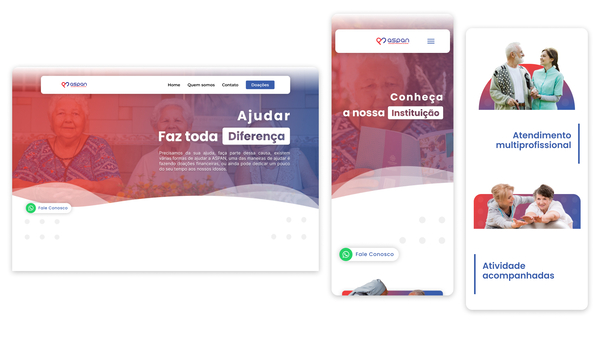 aspan
Home Quem somos Contato Doações
Ajudar
Faz toda Diferença
Precisamos da sua ajuda, faça parte dessa causa, existem
várias formas de ajudar a ASPAN, uma das maneiras de ajudar é
fazendo doações financeiras, ou ainda pode dedicar um pouco
do seu tempo aos nossos idosos.
Fale Conosco
aspan
Conheça
a nossa Instituição
Fale Conosco
Atendimento
multiprofissional
Atividade
acompanhadas